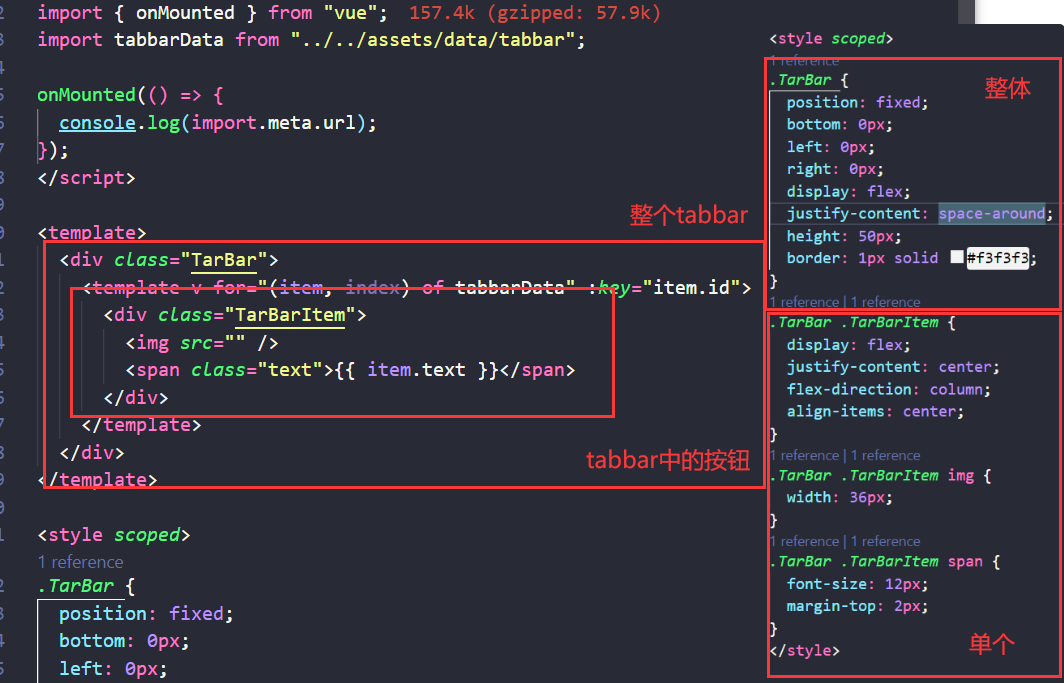 import { onMounted } from "vue";  157.4k (gzipped: 57.9k)
import tabbarData from "../../assets/data/tabbar";
onMounted(() => {
  console.log(import.meta.url);
});
</script>
<template>
整个tabbar
  <div class="TarBar">
    <template v-for="(item, index) of tabbarData" :key="item.id">
      <div class="TarBarItem">
        <img src="" />
        <span class="text">{{ item.text }}</span>
      </div>
    </template>
  </div>
tabbar中的按钮
</template>
<style scoped>
1 reference
.TarBar {
  position: fixed;
  bottom: 0px;
  left: 0px;
<style scoped>
1 reference
.TarBar {
整体
  position: fixed;
  bottom: 0px;
  left: 0px;
  right: 0px;
  display: flex;
  justify-content: space-around;
  height: 50px;
  border: 1px solid #f3f3f3;
}
1 reference | 1 reference
.TarBar .TarBarItem {
  display: flex;
  justify-content: center;
  flex-direction: column;
  align-items: center;
}
1 reference | 1 reference
.TarBar .TarBarItem img {
  width: 36px;
}
1 reference | 1 reference
.TarBar .TarBarItem span {
  font-size: 12px;
  margin-top: 2px;
}
单个
</style>